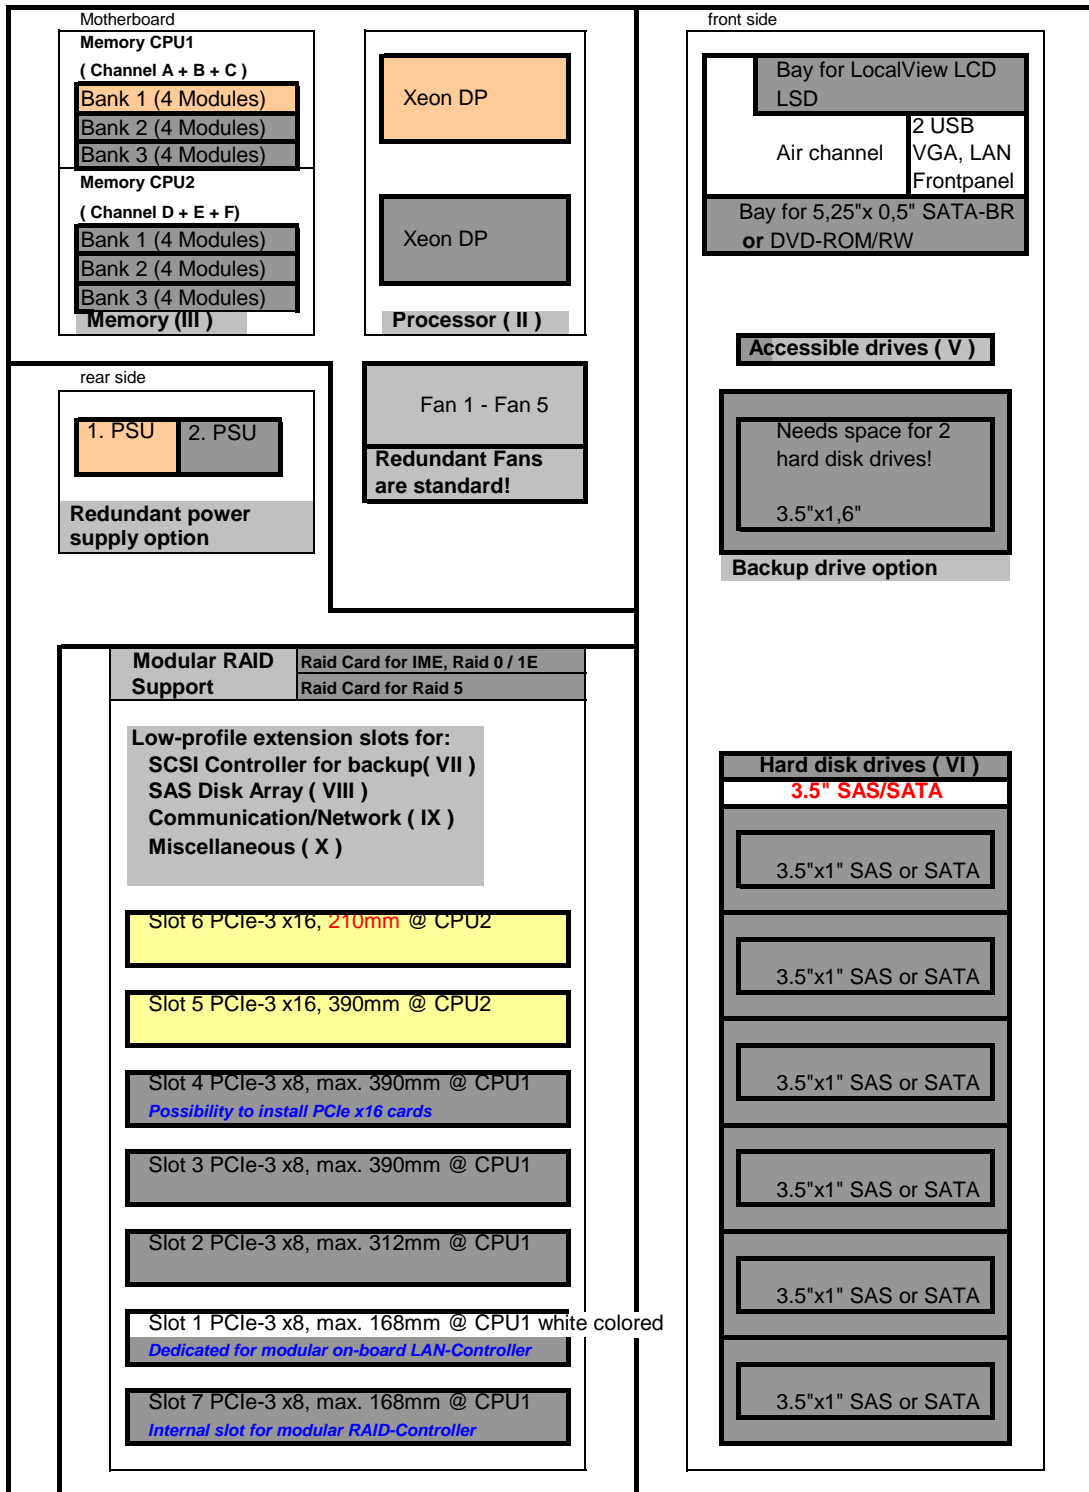 Motherboard
Memory CPU1
( Channel A + B + C )
Bank 1 (4 Modules)
Bank 2 (4 Modules)
Bank 3 (4 Modules)
Memory CPU2
( Channel D + E + F)
Bank 1 (4 Modules)
Bank 2 (4 Modules)
Bank 3 (4 Modules)
Memory (III )
Xeon DP
Xeon DP
Processor ( II )
rear side
1. PSU
2. PSU
Redundant power
supply option
Fan 1 - Fan 5
Redundant Fans
are standard!
Modular RAID
Support
Raid Card for IME, Raid 0 / 1E
Raid Card for Raid 5
Low-profile extension slots for:
SCSI Controller for backup( VII )
SAS Disk Array ( VIII )
Communication/Network ( IX )
Miscellaneous ( X )
Slot 6 PCIe-3 x16, 210mm @ CPU2
Slot 5 PCIe-3 x16, 390mm @ CPU2
Slot 4 PCIe-3 x8, max. 390mm @ CPU1
Possibility to install PCIe x16 cards
Slot 3 PCIe-3 x8, max. 390mm @ CPU1
Slot 2 PCIe-3 x8, max. 312mm @ CPU1
Slot 1 PCIe-3 x8, max. 168mm @ CPU1 white colored
Dedicated for modular on-board LAN-Controller
Slot 7 PCIe-3 x8, max. 168mm @ CPU1
Internal slot for modular RAID-Controller
front side
Bay for LocalView LCD
LSD
Air channel
2 USB
VGA, LAN
Frontpanel
Bay for 5,25"x 0,5" SATA-BR
or DVD-ROM/RW
Accessible drives ( V )
Needs space for 2
hard disk drives!
3.5"x1,6"
Backup drive option
Hard disk drives ( VI )
3.5" SAS/SATA
3.5"x1" SAS or SATA
3.5"x1" SAS or SATA
3.5"x1" SAS or SATA
3.5"x1" SAS or SATA
3.5"x1" SAS or SATA
3.5"x1" SAS or SATA